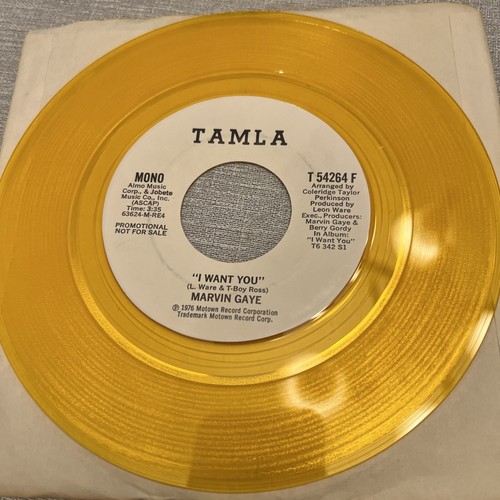 TAMLA
MONO
Almo Music
Corp., & Jobete
Music Co., Inc.
(ASCAP)
Time: 3:35
63624-M-RE4
PROMOTIONAL
NOT FOR SALE
T 54264 F
Arranged by
Coleridge Taylor
Perkinson
Produced by
Leon Ware
Exec., Producers:
Marvin Gaye &
Berry Gordy
In Album:
"I Want You"
T6 342 S1
"I WANT YOU"
(L. Ware & T-Boy Ross)
MARVIN GAYE
℗ 1976 Motown Record Corporation
Trademark Motown Record Corp.